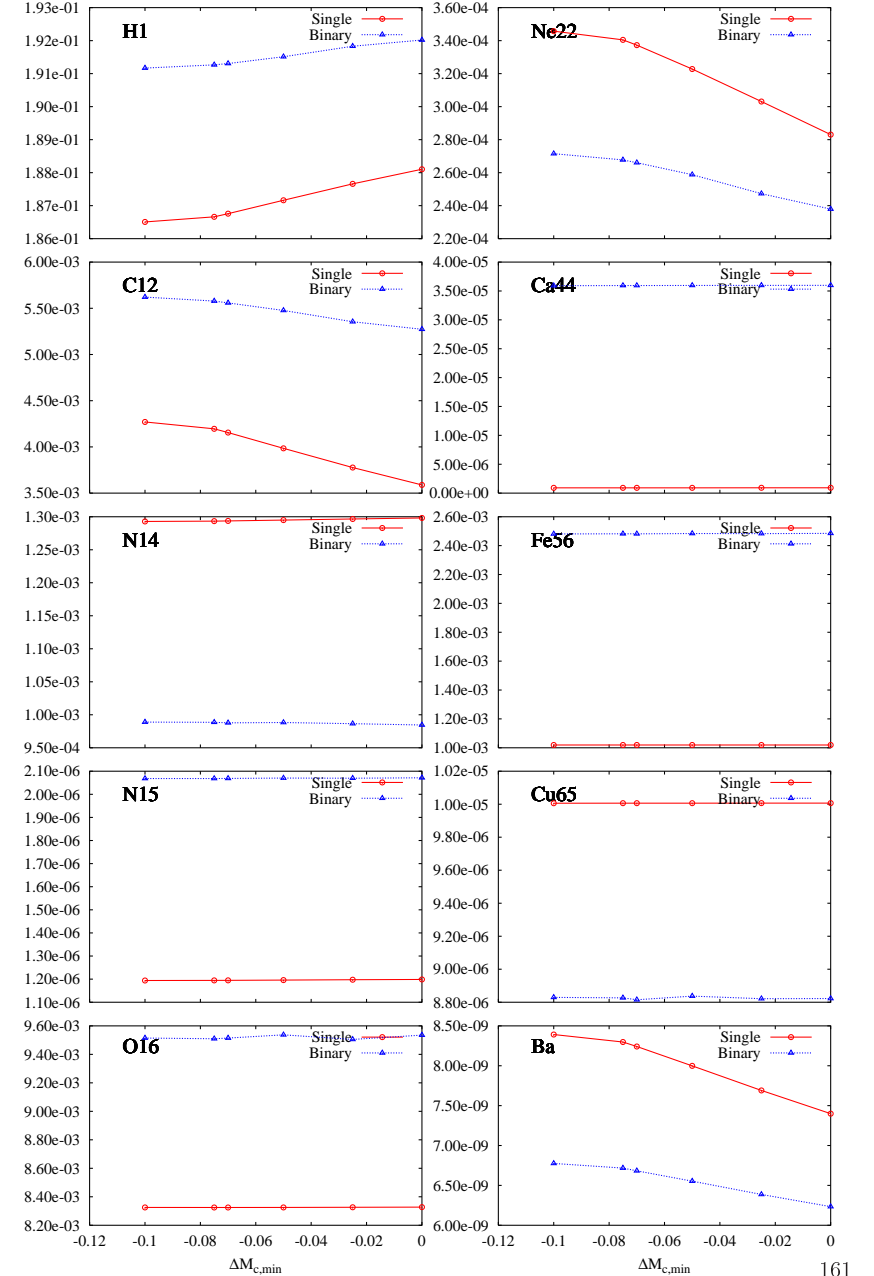 1.93e-01
1.92e-01
1.91e-01
1.90e-01
1.89e-01
1.88e-01
1.87e-01
1.86e-01
H1
Single
Binary
3.60e-04
3.40e-04
3.20e-04
3.00e-04
2.80e-04
2.60e-04
2.40e-04
2.20e-04
Ne22
Single
Binary
6.00e-03
5.50e-03
5.00e-03
4.50e-03
4.00e-03
3.50e-03
C12
Single
Binary
4.00e-05
3.50e-05
3.00e-05
2.50e-05
2.00e-05
1.50e-05
1.00e-05
5.00e-06
0.00e+00
Ca44
Single
Binary
1.30e-03
1.25e-03
1.20e-03
1.15e-03
1.10e-03
1.05e-03
1.00e-03
9.50e-04
N14
Single
Binary
2.60e-03
2.40e-03
2.20e-03
2.00e-03
1.80e-03
1.60e-03
1.40e-03
1.20e-03
1.00e-03
Fe56
Single
Binary
2.10e-06
2.00e-06
1.90e-06
1.80e-06
1.70e-06
1.60e-06
1.50e-06
1.40e-06
1.30e-06
1.20e-06
1.10e-06
N15
Single
Binary
1.02e-05
1.00e-05
9.80e-06
9.60e-06
9.40e-06
9.20e-06
9.00e-06
8.80e-06
Cu65
Single
Binary
9.60e-03
9.40e-03
9.20e-03
9.00e-03
8.80e-03
8.60e-03
8.40e-03
8.20e-03
O16
Single
Binary
-0.12 -0.1 -0.08 -0.06 -0.04 -0.02 0
ΔMc,min
8.50e-09
8.00e-09
7.50e-09
7.00e-09
6.50e-09
6.00e-09
Ba
Single
Binary
-0.12 -0.1 -0.08 -0.06 -0.04 -0.02 0
ΔMc,min
161